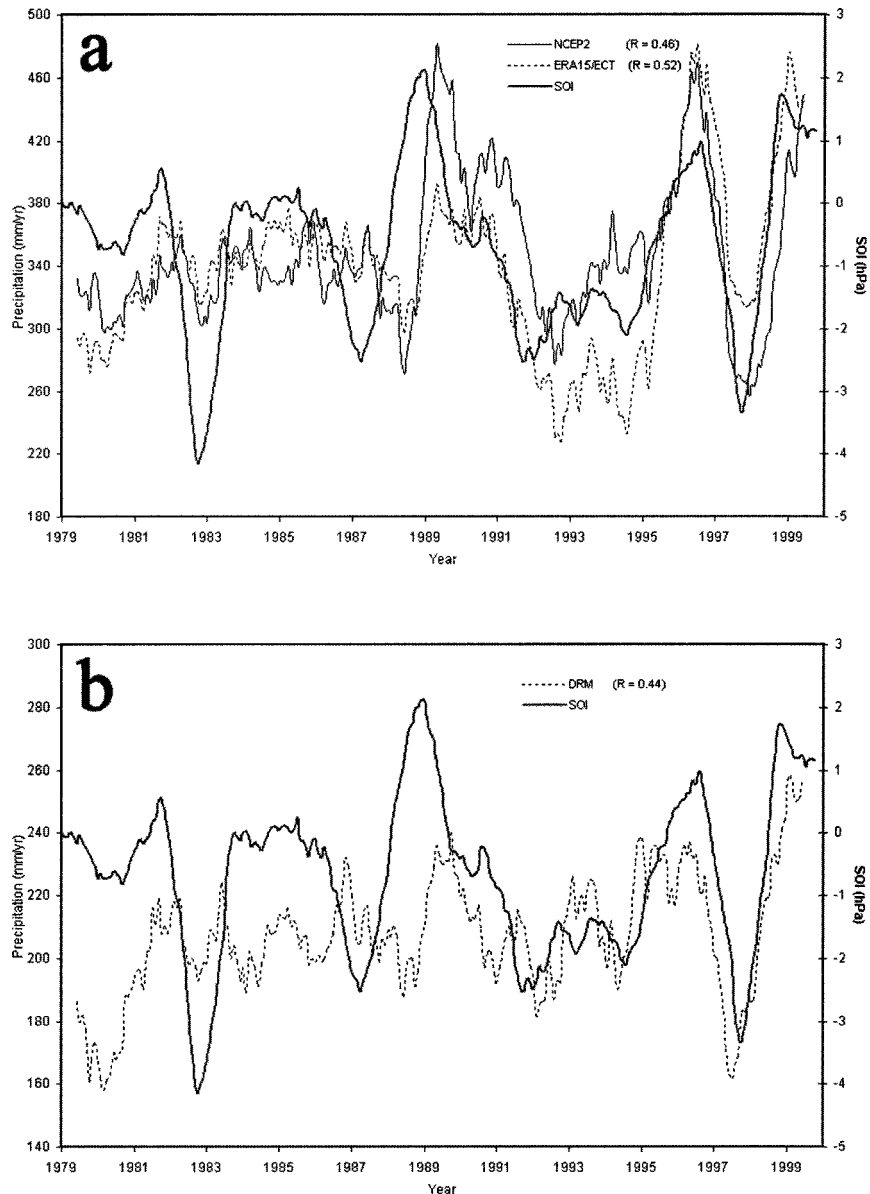 a
NCEP2 (R = 0.46)
ERA15/ECT (R = 0.52)
SOI
500
460
420
380
340
300
260
220
180
Precipitation (mm/yr)
3
2
1
0
-1
-2
-3
-4
-5
SOI (hPa)
1979 1981 1983 1985 1987 1989 1991 1993 1995 1997 1999
Year
b
DRM (R = 0.44)
SOI
300
280
260
240
220
200
180
160
140
Precipitation (mm/yr)
3
2
1
0
-1
-2
-3
-4
-5
SOI (hPa)
1979 1981 1983 1985 1987 1989 1991 1993 1995 1997 1999
Year